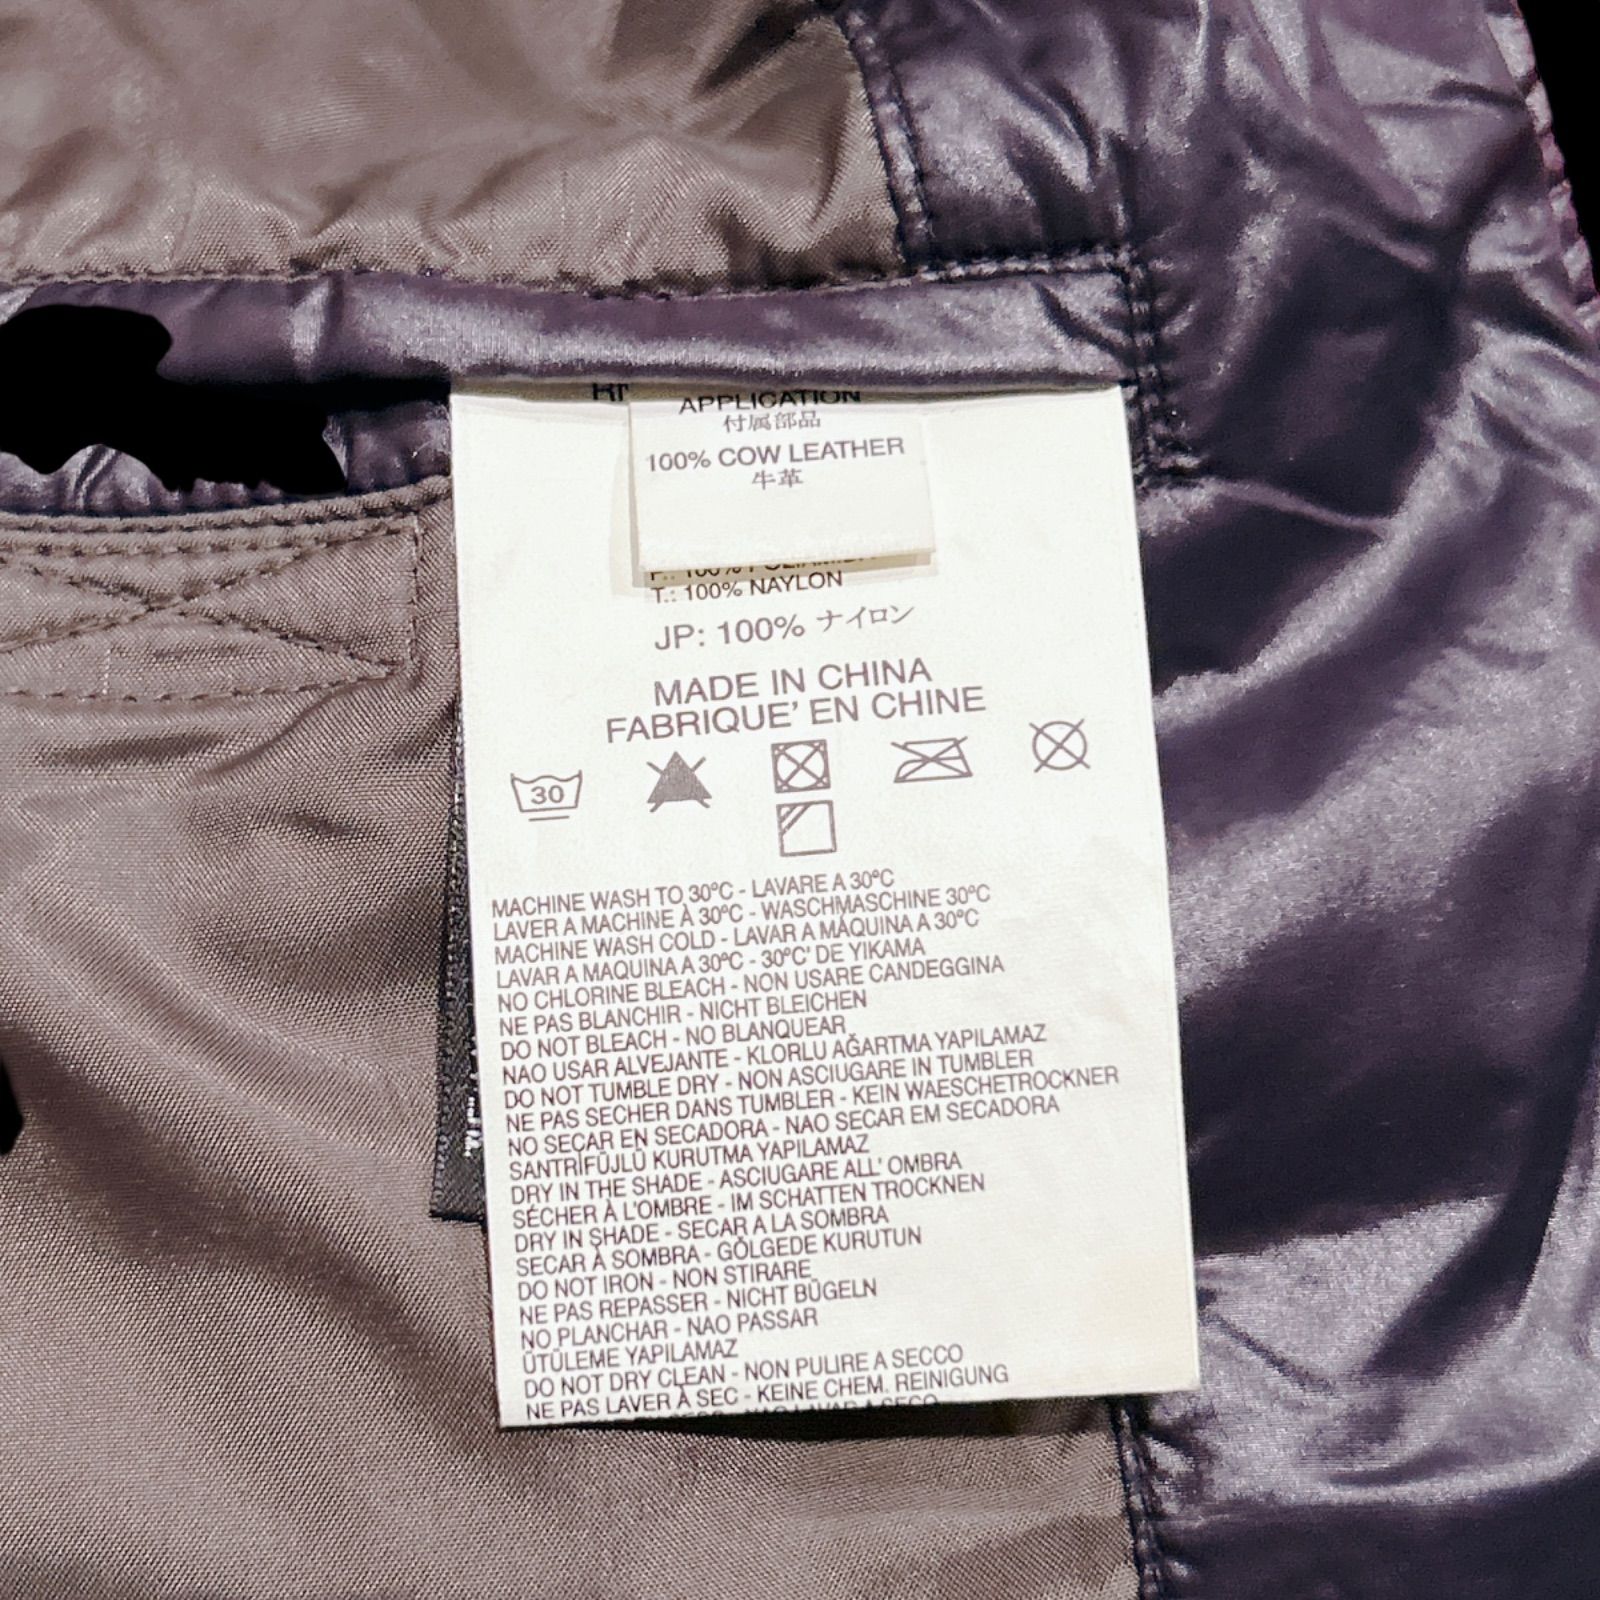 APPLICATION
付属部品
100% COW LEATHER
牛革
T.: 100% NAYLON
JP: 100% ナイロン
MADE IN CHINA
FABRIQUE' EN CHINE
30
MACHINE WASH TO 30°C - LAVARE A 30°C
LAVER A MACHINE À 30°C - WASCHMASCHINE 30°C
MACHINE WASH COLD - LAVAR A MÁQUINA A 30°C
LAVAR A MAQUINA A 30°C - 30°C' DE YIKAMA
NO CHLORINE BLEACH - NON USARE CANDEGGINA
NE PAS BLANCHIR - NICHT BLEICHEN
DO NOT BLEACH - NO BLANQUEAR
NAO USAR ALVEJANTE - KLORLU AĞARTMA YAPILAMAZ
DO NOT TUMBLE DRY - NON ASCIUGARE IN TUMBLER
NE PAS SECHER DANS TUMBLER - KEIN WAESCHETROCKNER
NO SECAR EN SECADORA - NAO SECAR EM SECADORA
SANTRİFÜJLÜ KURUTMA YAPILAMAZ
DRY IN THE SHADE - ASCIUGARE ALL' OMBRA
SÉCHER À L'OMBRE - IM SCHATTEN TROCKNEN
DRY IN SHADE - SECAR A LA SOMBRA
SECAR À SOMBRA - GÖLGEDE KURUTUN
DO NOT IRON - NON STIRARE
NE PAS REPASSER - NICHT BÜGELN
NO PLANCHAR - NAO PASSAR
ÜTÜLEME YAPILAMAZ
DO NOT DRY CLEAN - NON PULIRE A SECCO
NE PAS LAVER À SEC - KEINE CHEM. REINIGUNG